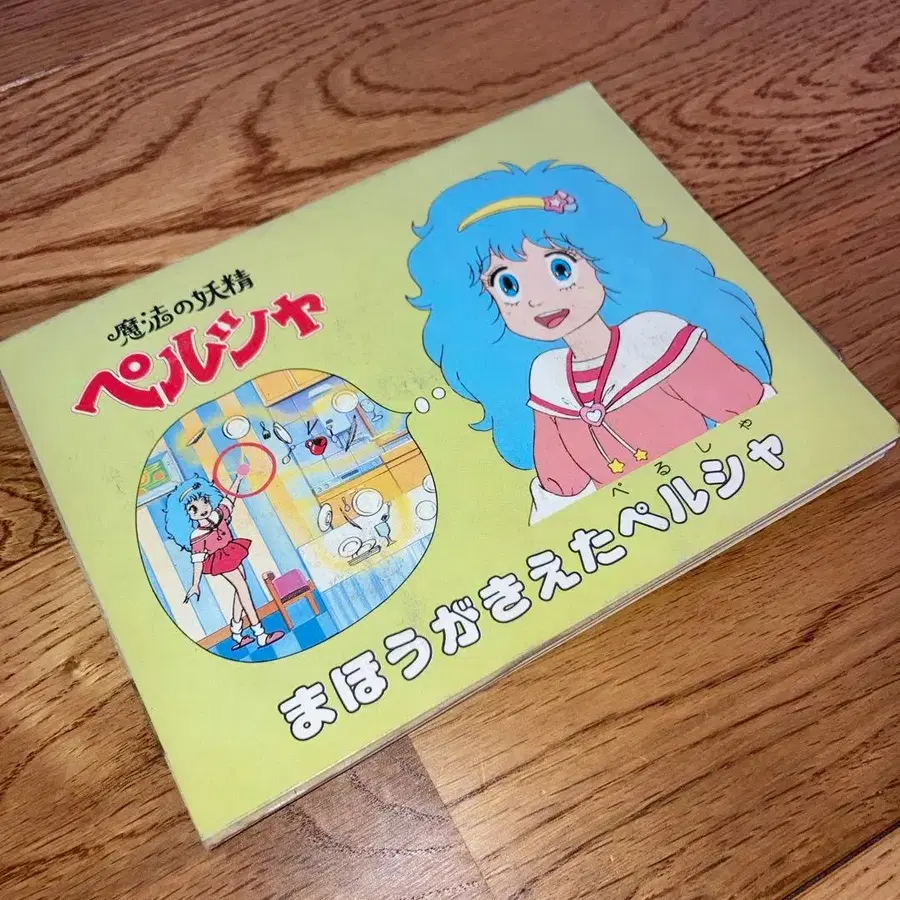 魔法の妖精
ペルシャ
ぺるしゃ
まほうがきえたペルシャ